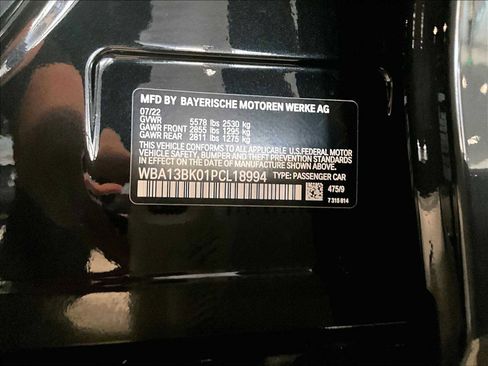 MFD BY BAYERISCHE MOTOREN WERKE AG
07/22
GVWR 5578 lbs 2530 kg
GAWR FRONT 2855 lbs 1295 kg
GAWR REAR 2811 lbs 1275 kg
THIS VEHICLE CONFORMS TO ALL APPLICABLE U.S.FEDERAL MOTOR
VEHICLE SAFETY, BUMPER, AND THEFT PREVENTION STANDARDS IN
EFFECT ON THE DATE OF MANUFACTURE SHOWN ABOVE.
WBA13BK01PCL18994 TYPE: PASSENGER CAR
475/9
7 315 614